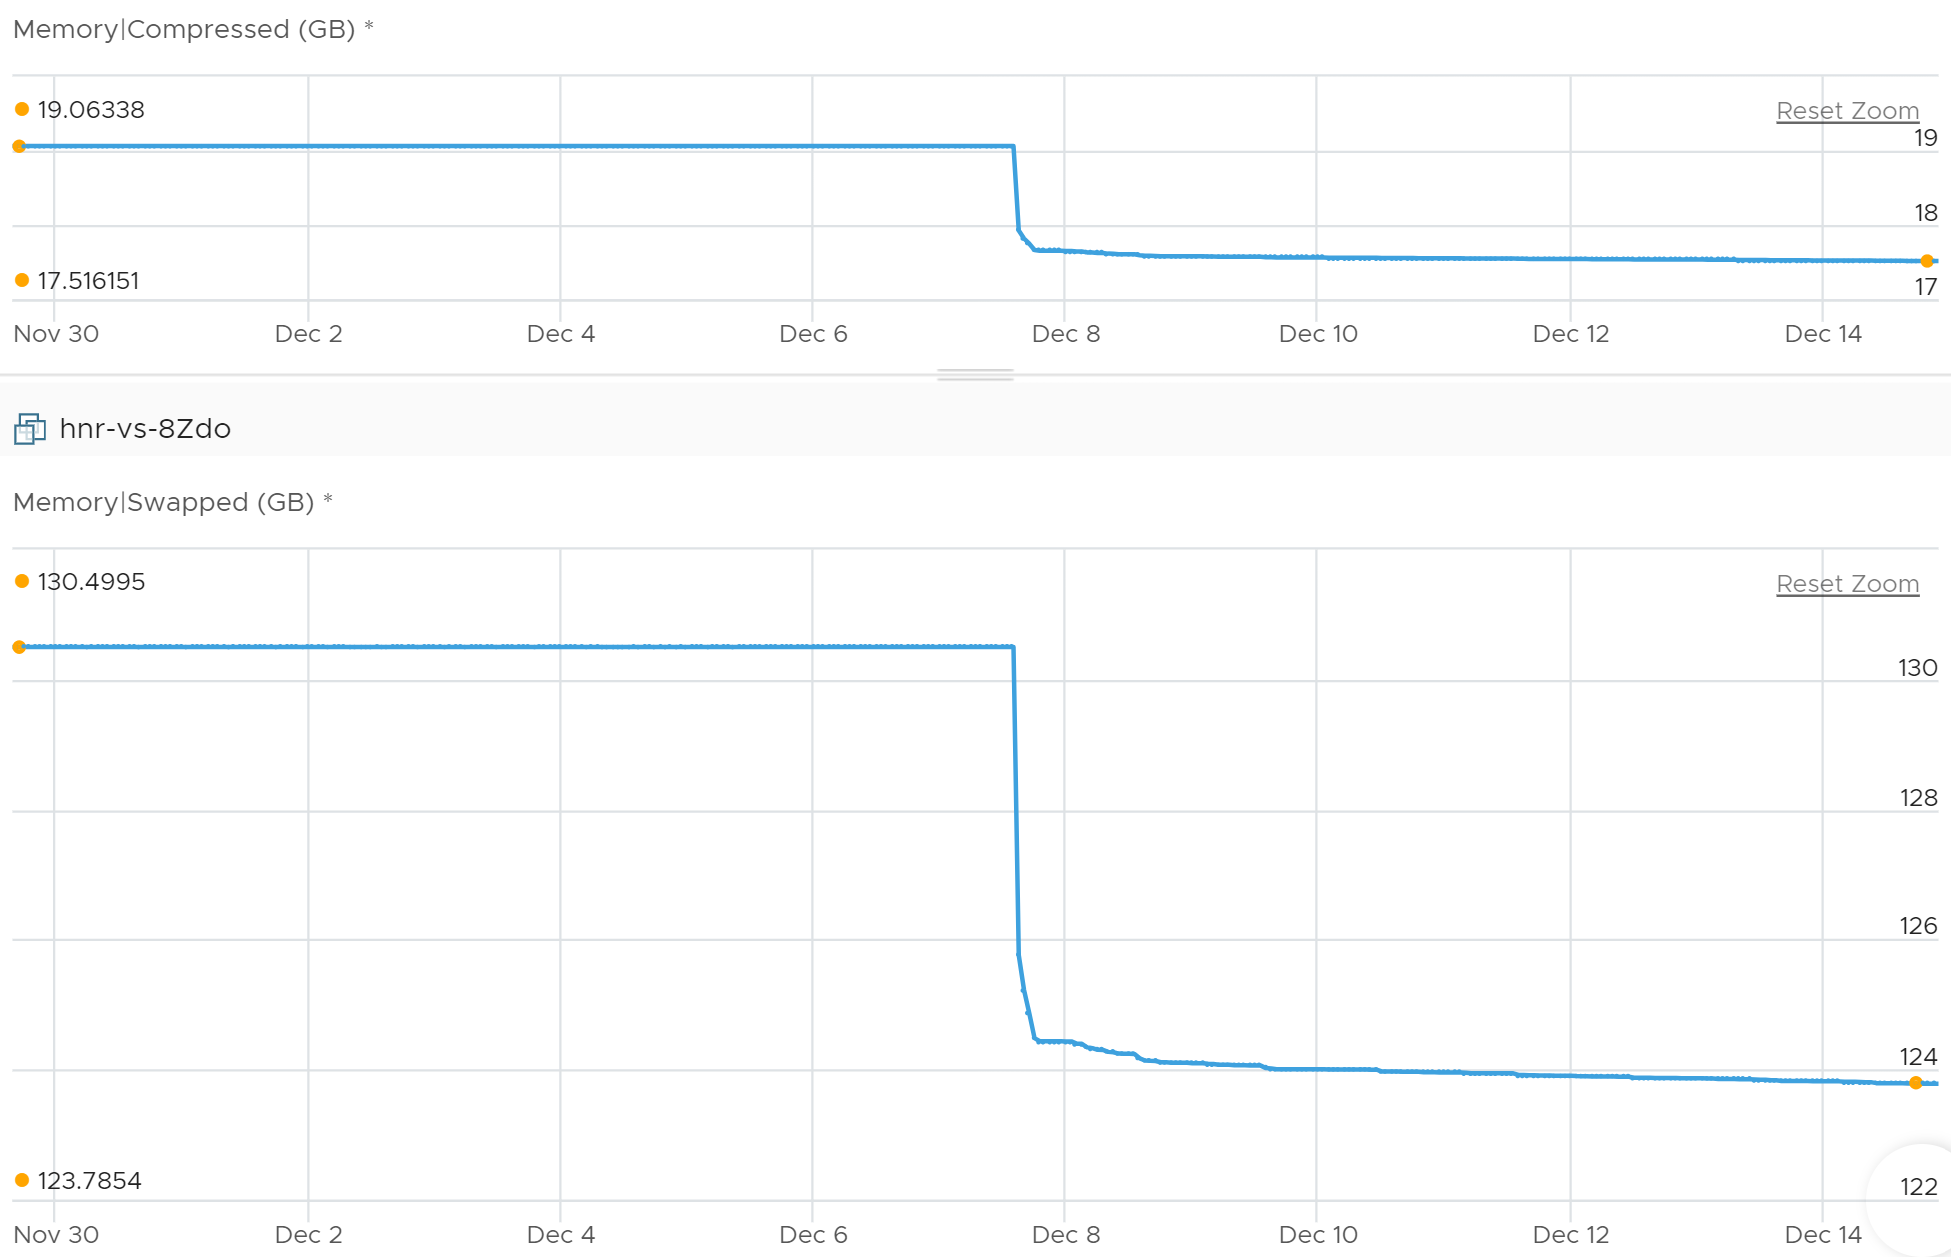 Memory|Compressed (GB) *
19.06338
Reset Zoom
19
18
17.516151
17
Nov 30 Dec 2 Dec 4 Dec 6 Dec 8 Dec 10 Dec 12 Dec 14
hnr-vs-8Zdo
Memory|Swapped (GB) *
130.4995
Reset Zoom
130
128
126
124
123.7854
122
Nov 30 Dec 2 Dec 4 Dec 6 Dec 8 Dec 10 Dec 12 Dec 14